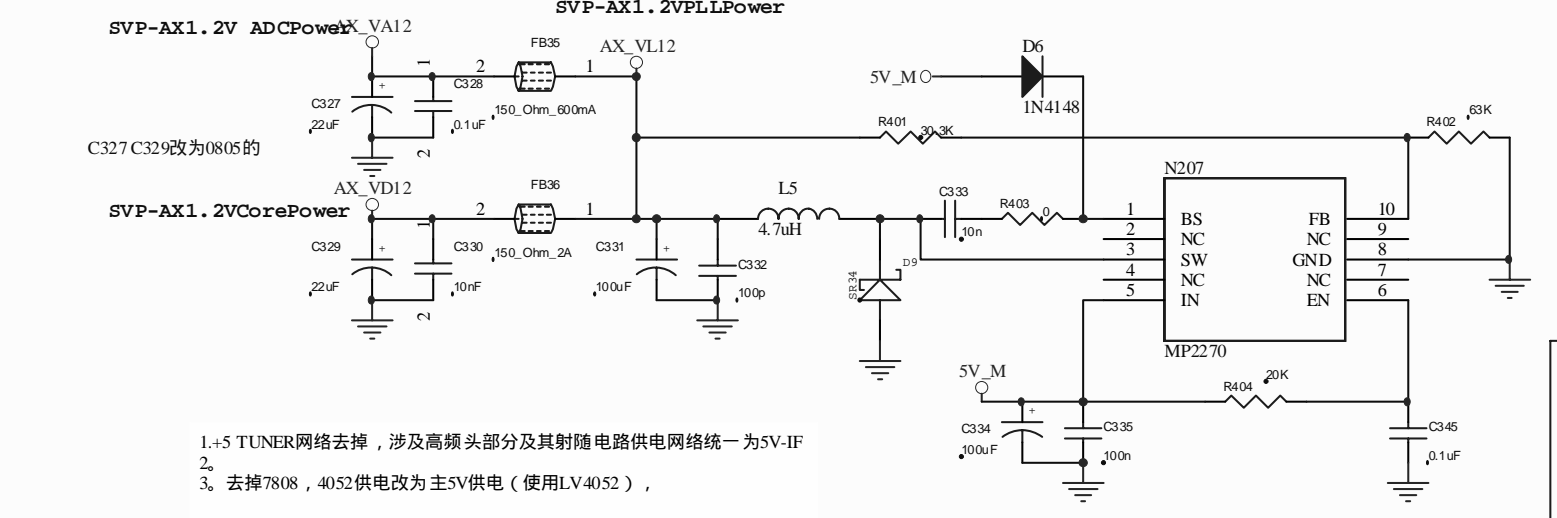 SVP-AX1.2VPLLPower
SVP-AX1.2V ADCPower
AX_VA12
FB35
AX_VL12
D6
5V_M
1N4148
2
1
1
C328
C327
+
22uF
0.1uF
150_Ohm_600mA
2
R401
30.3K
R402
63K
C327 C329改为0805的
N207
AX_VD12
FB36
L5
C333
R403
0
SVP-AX1.2VCorePower
2
1
4.7uH
10n
1
C329
+
C330
22uF
10nF
150_Ohm_2A
2
C331
+
100uF
C332
100p
D9
SR34
1 BS FB 10
2 NC NC 9
3 SW GND 8
4 NC NC 7
5 IN EN 6
MP2270
5V_M
R404
20K
C334
+
100uF
C335
100n
C345
0.1uF
1.+5 TUNER网络去掉，涉及高频头部分及其射随电路供电网络统一为5V-IF
2。
3。去掉7808，4052供电改为主5V供电（使用LV4052），